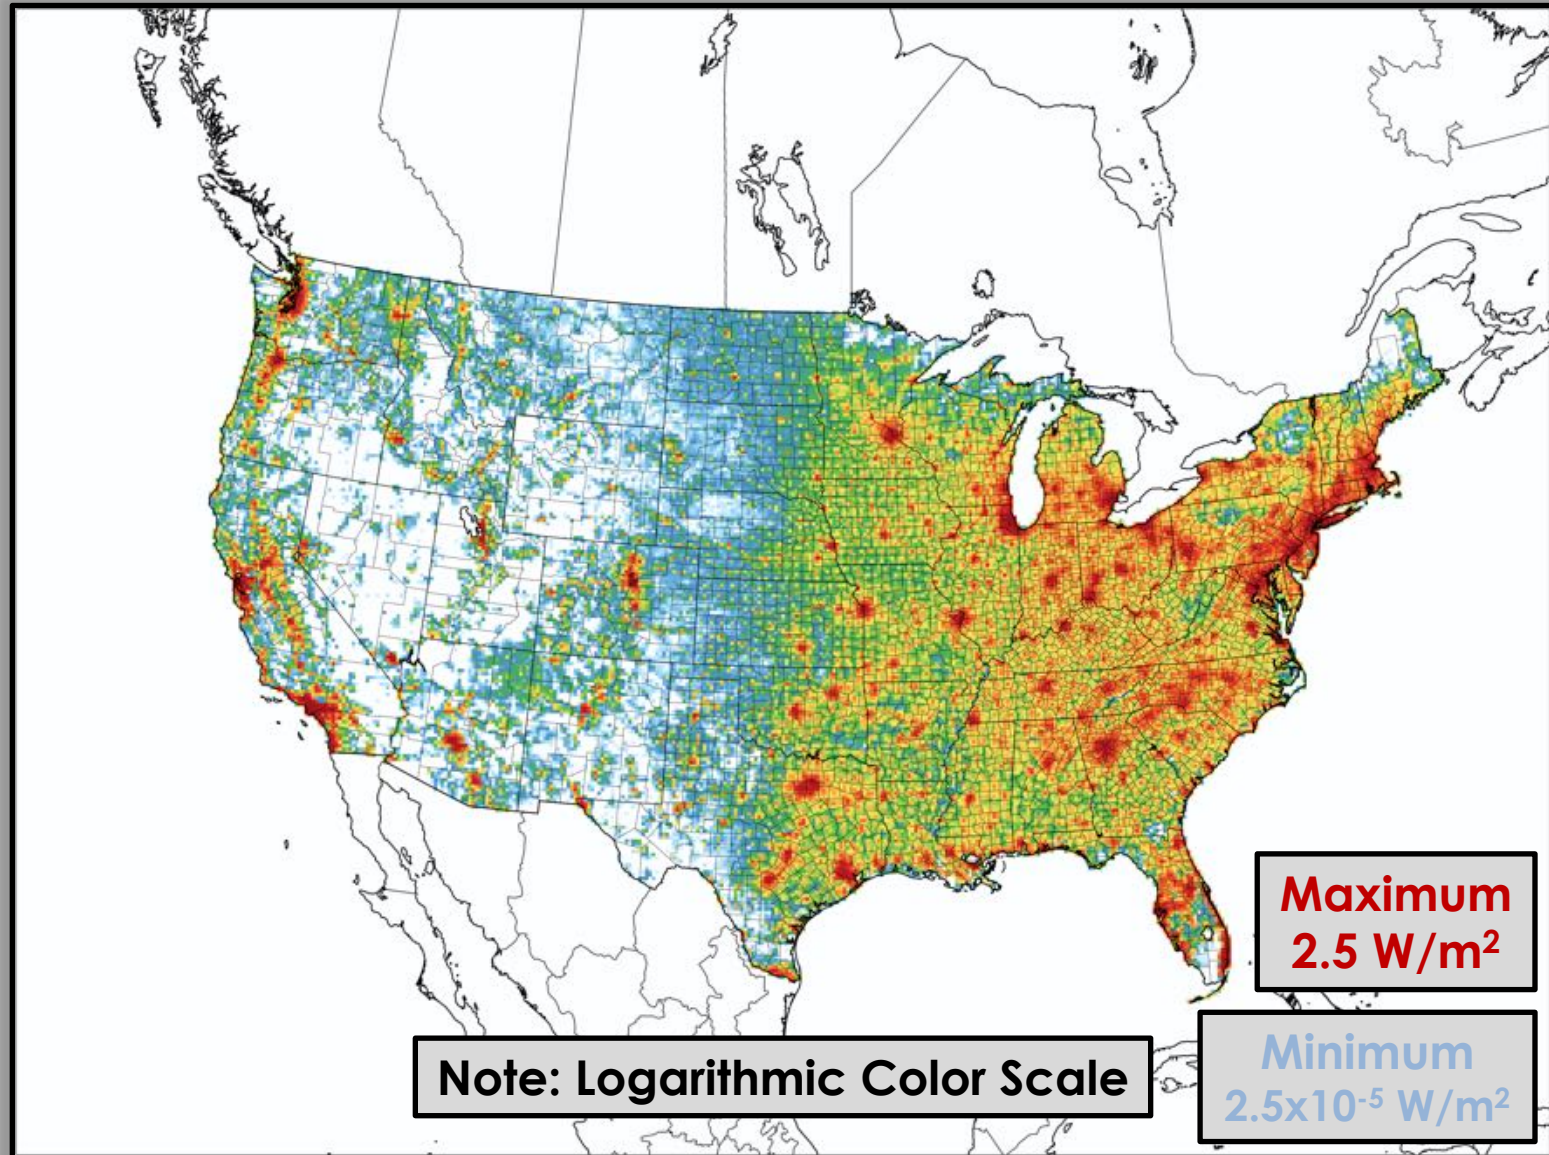 Maximum
2.5 W/m²
Note: Logarithmic Color Scale
Minimum
2.5x10⁻⁵ W/m²